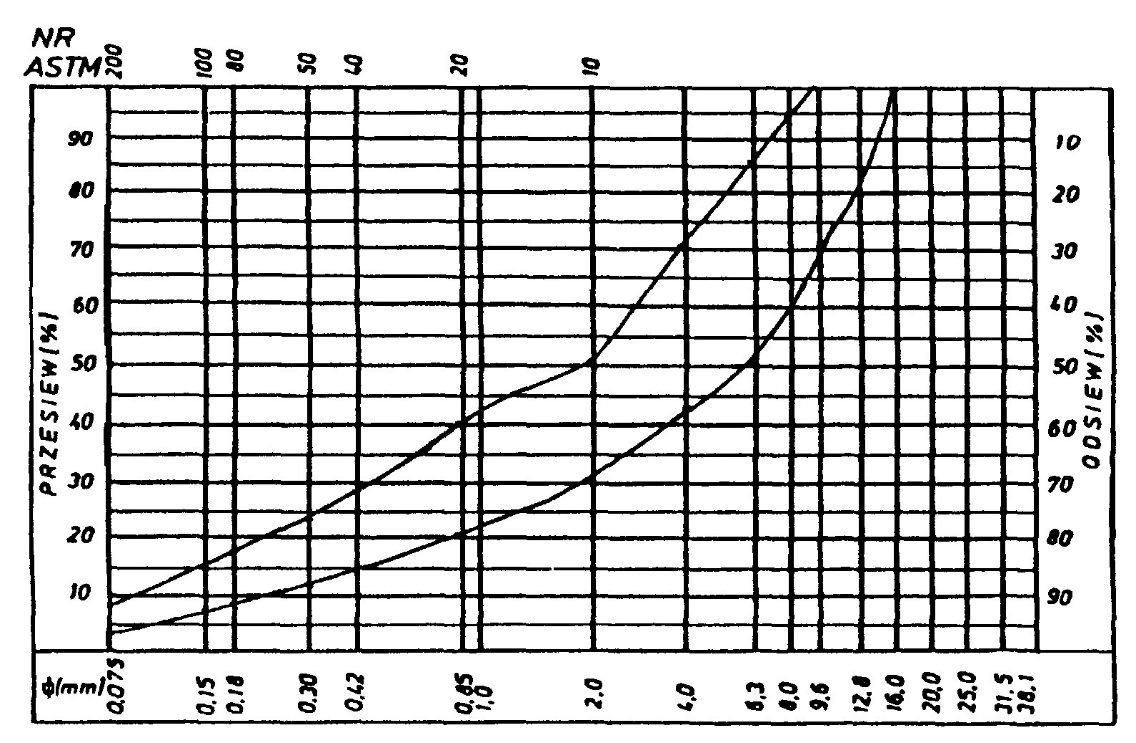 NR
ASTM 200 100 80 50 40 20 10
90 10
80 20
70 30
60 40
50 50
40 60
30 70
20 80
10 90
PRZESIEW [%]
ODSIEW [%]
ϕ(mm) 0,075 0,15 0,18 0,30 0,42 0,85 1,0 2,0 4,0 6,3 8,0 9,6 12,8 16,0 20,0 25,0 31,5 38,1